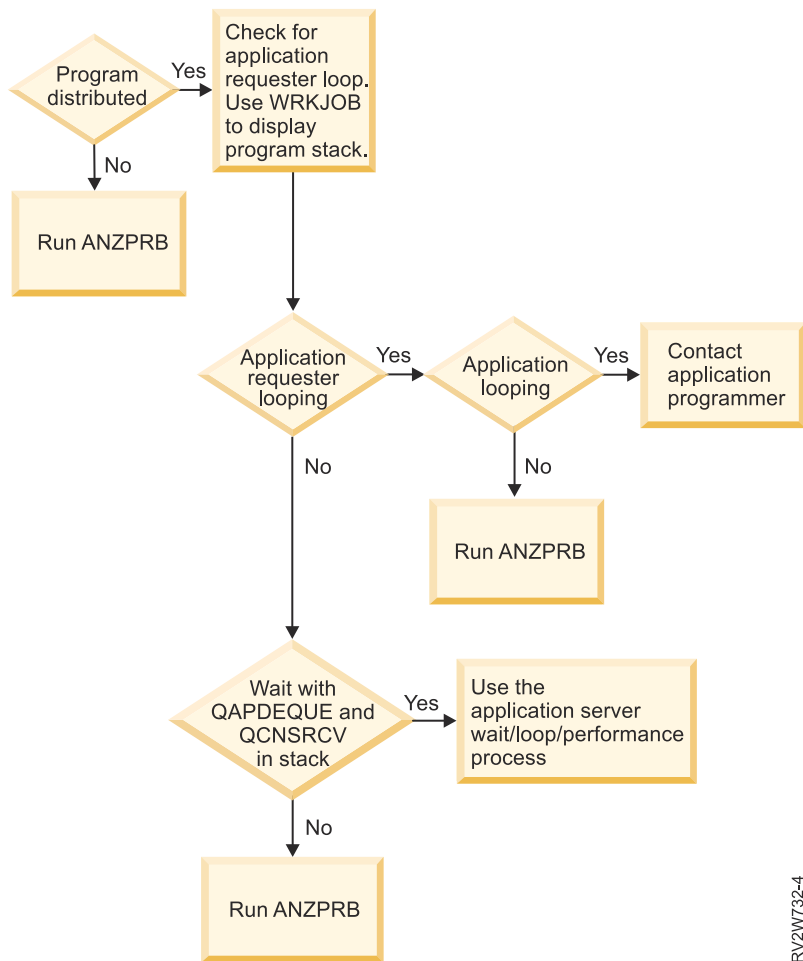 Program
distributed
Yes
Check for
application
requester loop.
Use WRKJOB
to display
program stack.
No
Run ANZPRB
Application
requester
looping
Yes
Application
looping
Yes
Contact
application
programmer
No
No
Run ANZPRB
Wait with
QAPDEQUE and
QCNSRCV
in stack
Yes
Use the
application server
wait/loop/performance
process
No
Run ANZPRB
RV2W732-4